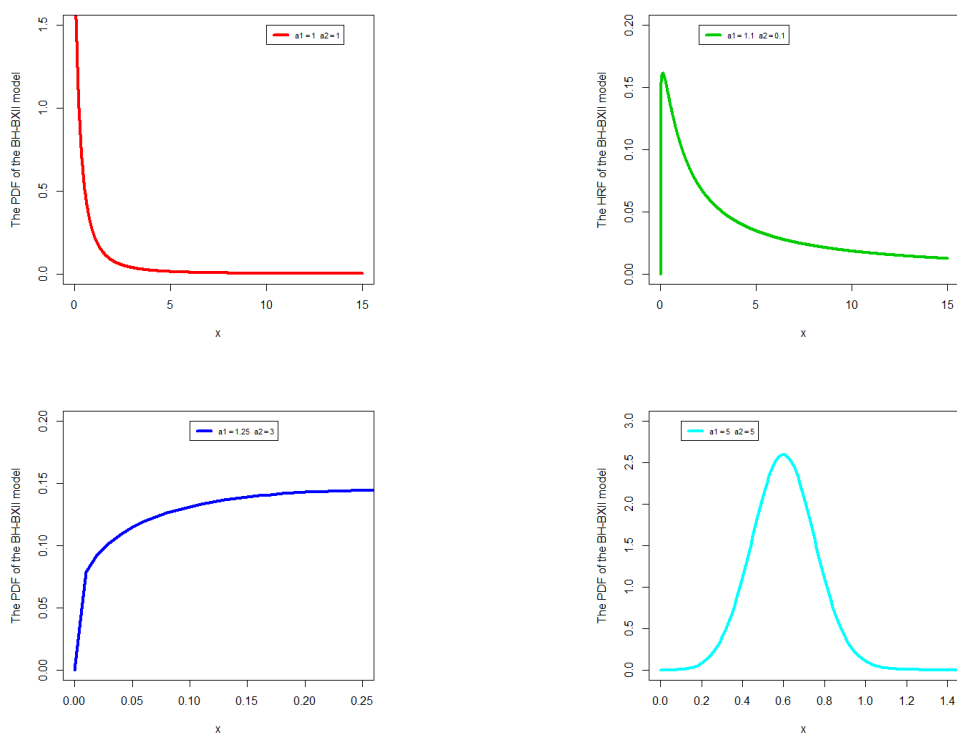 The PDF of the BH-BXII model
1.5
1.0
0.5
0.0
a1 = 1 a2 = 1
0 5 10 15
x
The HRF of the BH-BXII model
0.20
0.15
0.10
0.05
0.00
a1 = 1.1 a2 = 0.1
0 5 10 15
x
The PDF of the BH-BXII model
0.20
0.15
0.10
0.05
0.00
a1 = 1.25 a2 = 3
0.00 0.05 0.10 0.15 0.20 0.25
x
The PDF of the BH-BXII model
3.0
2.5
2.0
1.5
1.0
0.5
0.0
a1 = 5 a2 = 5
0.0 0.2 0.4 0.6 0.8 1.0 1.2 1.4
x